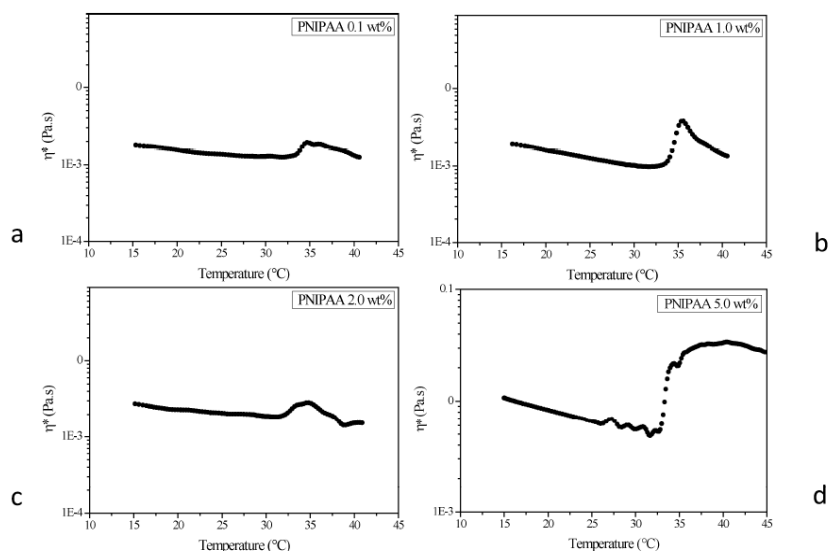 PNIPAA 0.1 wt%
0
1E-3
1E-4
η* (Pa.s)
10 15 20 25 30 35 40 45
Temperature (°C)
a
PNIPAA 1.0 wt%
0
1E-3
1E-4
η* (Pa.s)
10 15 20 25 30 35 40 45
Temperature (°C)
b
PNIPAA 2.0 wt%
0
1E-3
1E-4
η* (Pa.s)
10 15 20 25 30 35 40 45
Temperature (°C)
c
PNIPAA 5.0 wt%
0.1
0
1E-3
η* (Pa.s)
10 15 20 25 30 35 40 45
Temperature (°C)
d